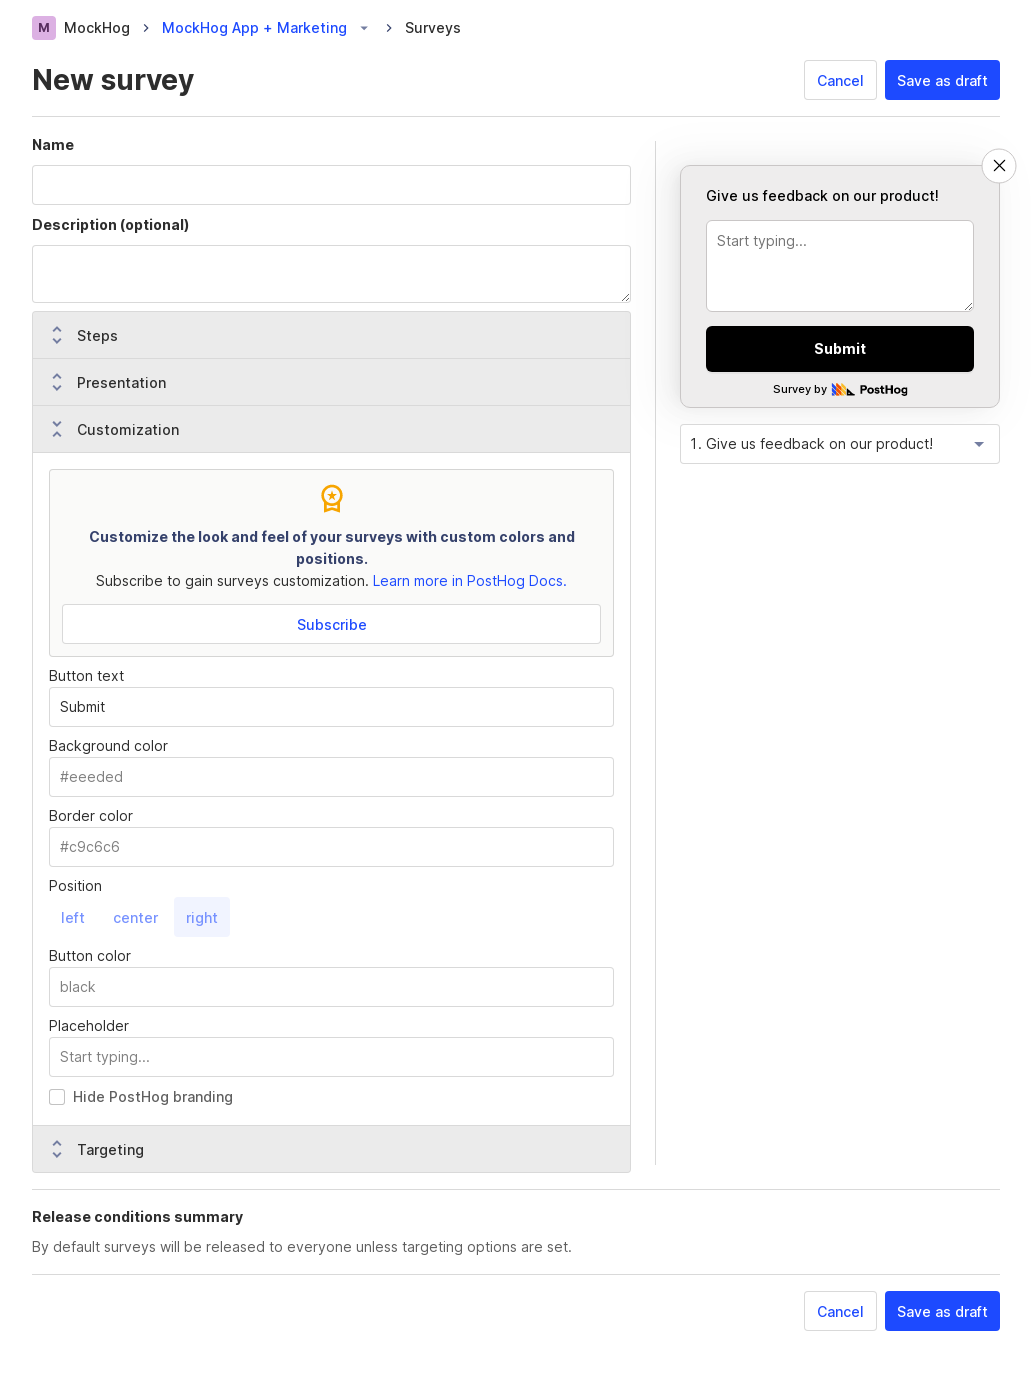 M MockHog MockHog App + Marketing Surveys
New survey
Cancel Save as draft
Name
Description (optional)
Steps
Presentation
Customization
Customize the look and feel of your surveys with custom colors and
positions.
Subscribe to gain surveys customization. Learn more in PostHog Docs.
Subscribe
Button text
Submit
Background color
#eeeded
Border color
#c9c6c6
Position
left center right
Button color
black
Placeholder
Start typing...
Hide PostHog branding
Targeting
Give us feedback on our product!
Start typing...
Submit
Survey by PostHog
1. Give us feedback on our product!
Release conditions summary
By default surveys will be released to everyone unless targeting options are set.
Cancel Save as draft